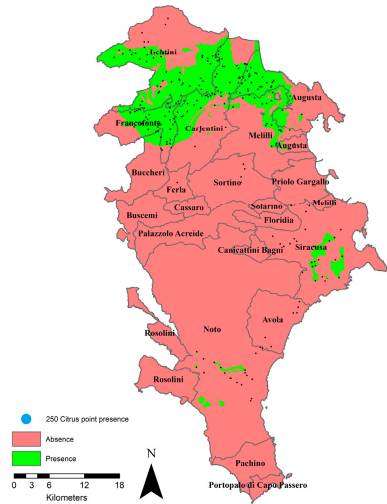 Lentini
Augusta
Francofonte
Carlentini
Melilli
Augusta
Buccheri
Sortino
Priolo Gargallo
Ferla
Melilli
Cassaro
Solarino
Buscemi
Floridia
Palazzolo Acreide
Siracusa
Canicattini Bagni
Avola
Noto
Rosolini
Rosolini
250 Citrus point presence
Absence
Presence
N
0 3 6 12 18
Kilometers
Pachino
Portopalo di Capo Passero